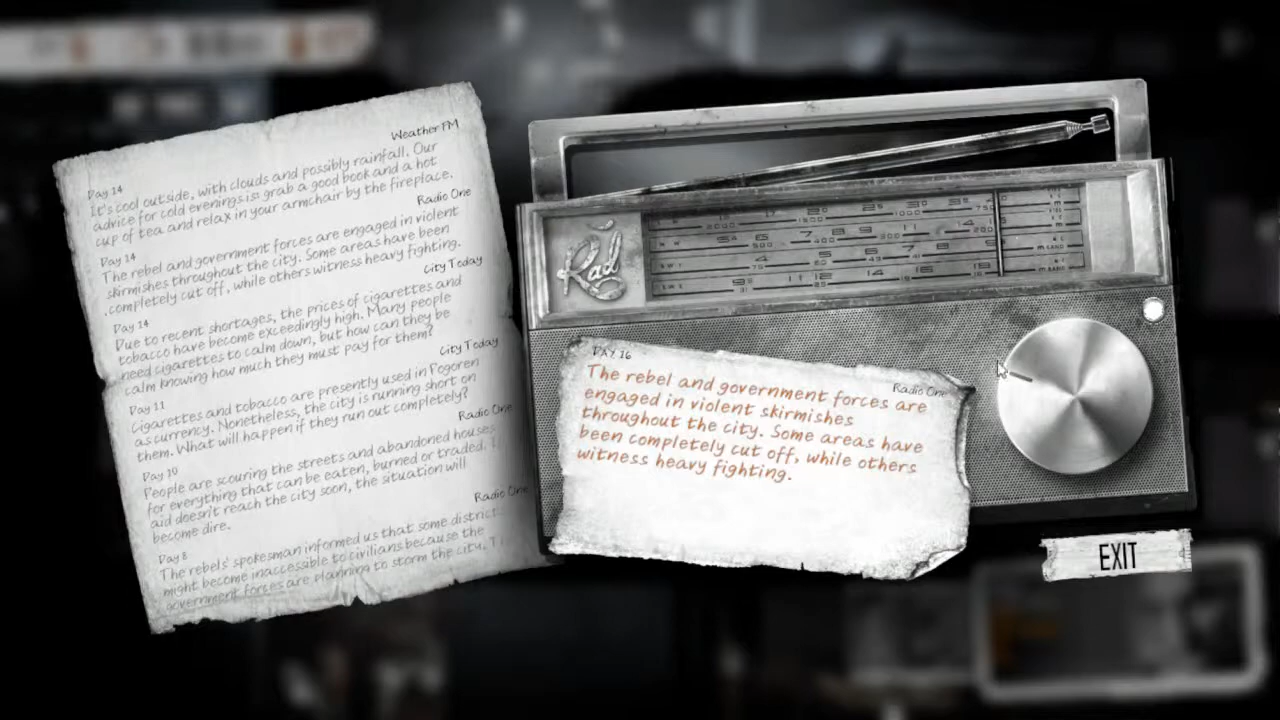 Weather FM
Day 14
It's cool outside, with clouds and possibly rainfall. Our
advice for cold evenings is: grab a good book and a hot
cup of tea and relax in your armchair by the fireplace.
Radio One
Day 14
The rebel and government forces are engaged in violent
skirmishes throughout the city. Some areas have been
completely cut off, while others witness heavy fighting.
City Today
Day 14
Due to recent shortages, the prices of cigarettes and
tobacco have become exceedingly high. Many people
need cigarettes to calm down, but how can they be
calm knowing how much they must pay for them?
City Today
Day 11
Cigarettes and tobacco are presently used in Pogoren
as currency. Nonetheless, the city is running short on
them. What will happen if they run out completely?
Radio One
Day 10
People are scouring the streets and abandoned houses
for everything that can be eaten, burned or traded. I
aid doesn't reach the city soon, the situation will
become dire.
Radio One
Day 8
The rebels' spokesman informed us that some district
might become inaccessible to civilians because the
government forces are planning to storm the city. T
Rad
DAY 16
Radio One
The rebel and government forces are
engaged in violent skirmishes
throughout the city. Some areas have
been completely cut off, while others
witness heavy fighting.
EXIT